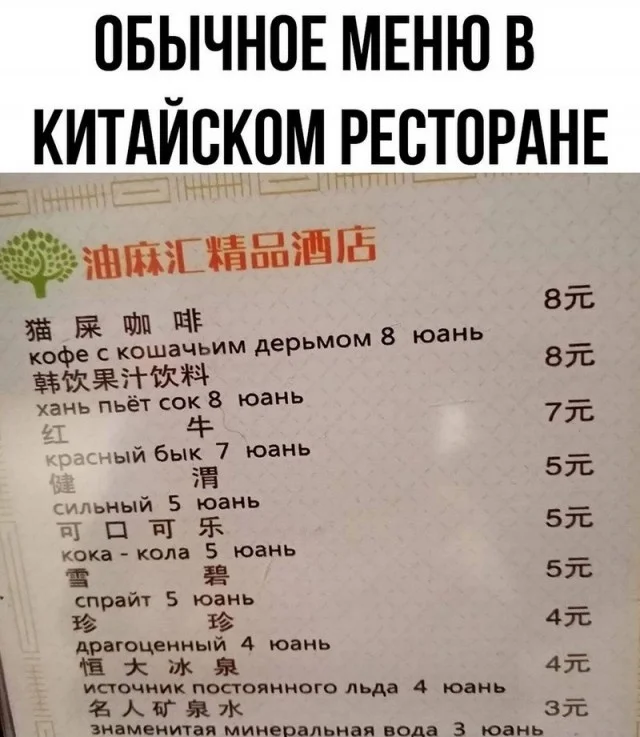 ОБЫЧНОЕ МЕНЮ В
КИТАЙСКОМ РЕСТОРАНЕ
油麻汇精品酒店
猫 屎 咖 啡 8元
кофе с кошачьим дерьмом 8 юань
韩饮果汁饮料 8元
хань пьёт сок 8 юань
红 牛 7元
красный бык 7 юань
健 渭 5元
сильный 5 юань
可 口 可 乐 5元
кока - кола 5 юань
雪 碧 5元
спрайт 5 юань
珍 珍 4元
драгоценный 4 юань
恒 大 冰 泉 4元
источник постоянного льда 4 юань
名 人 矿 泉 水 3元
знаменитая минеральная вода 3 юань